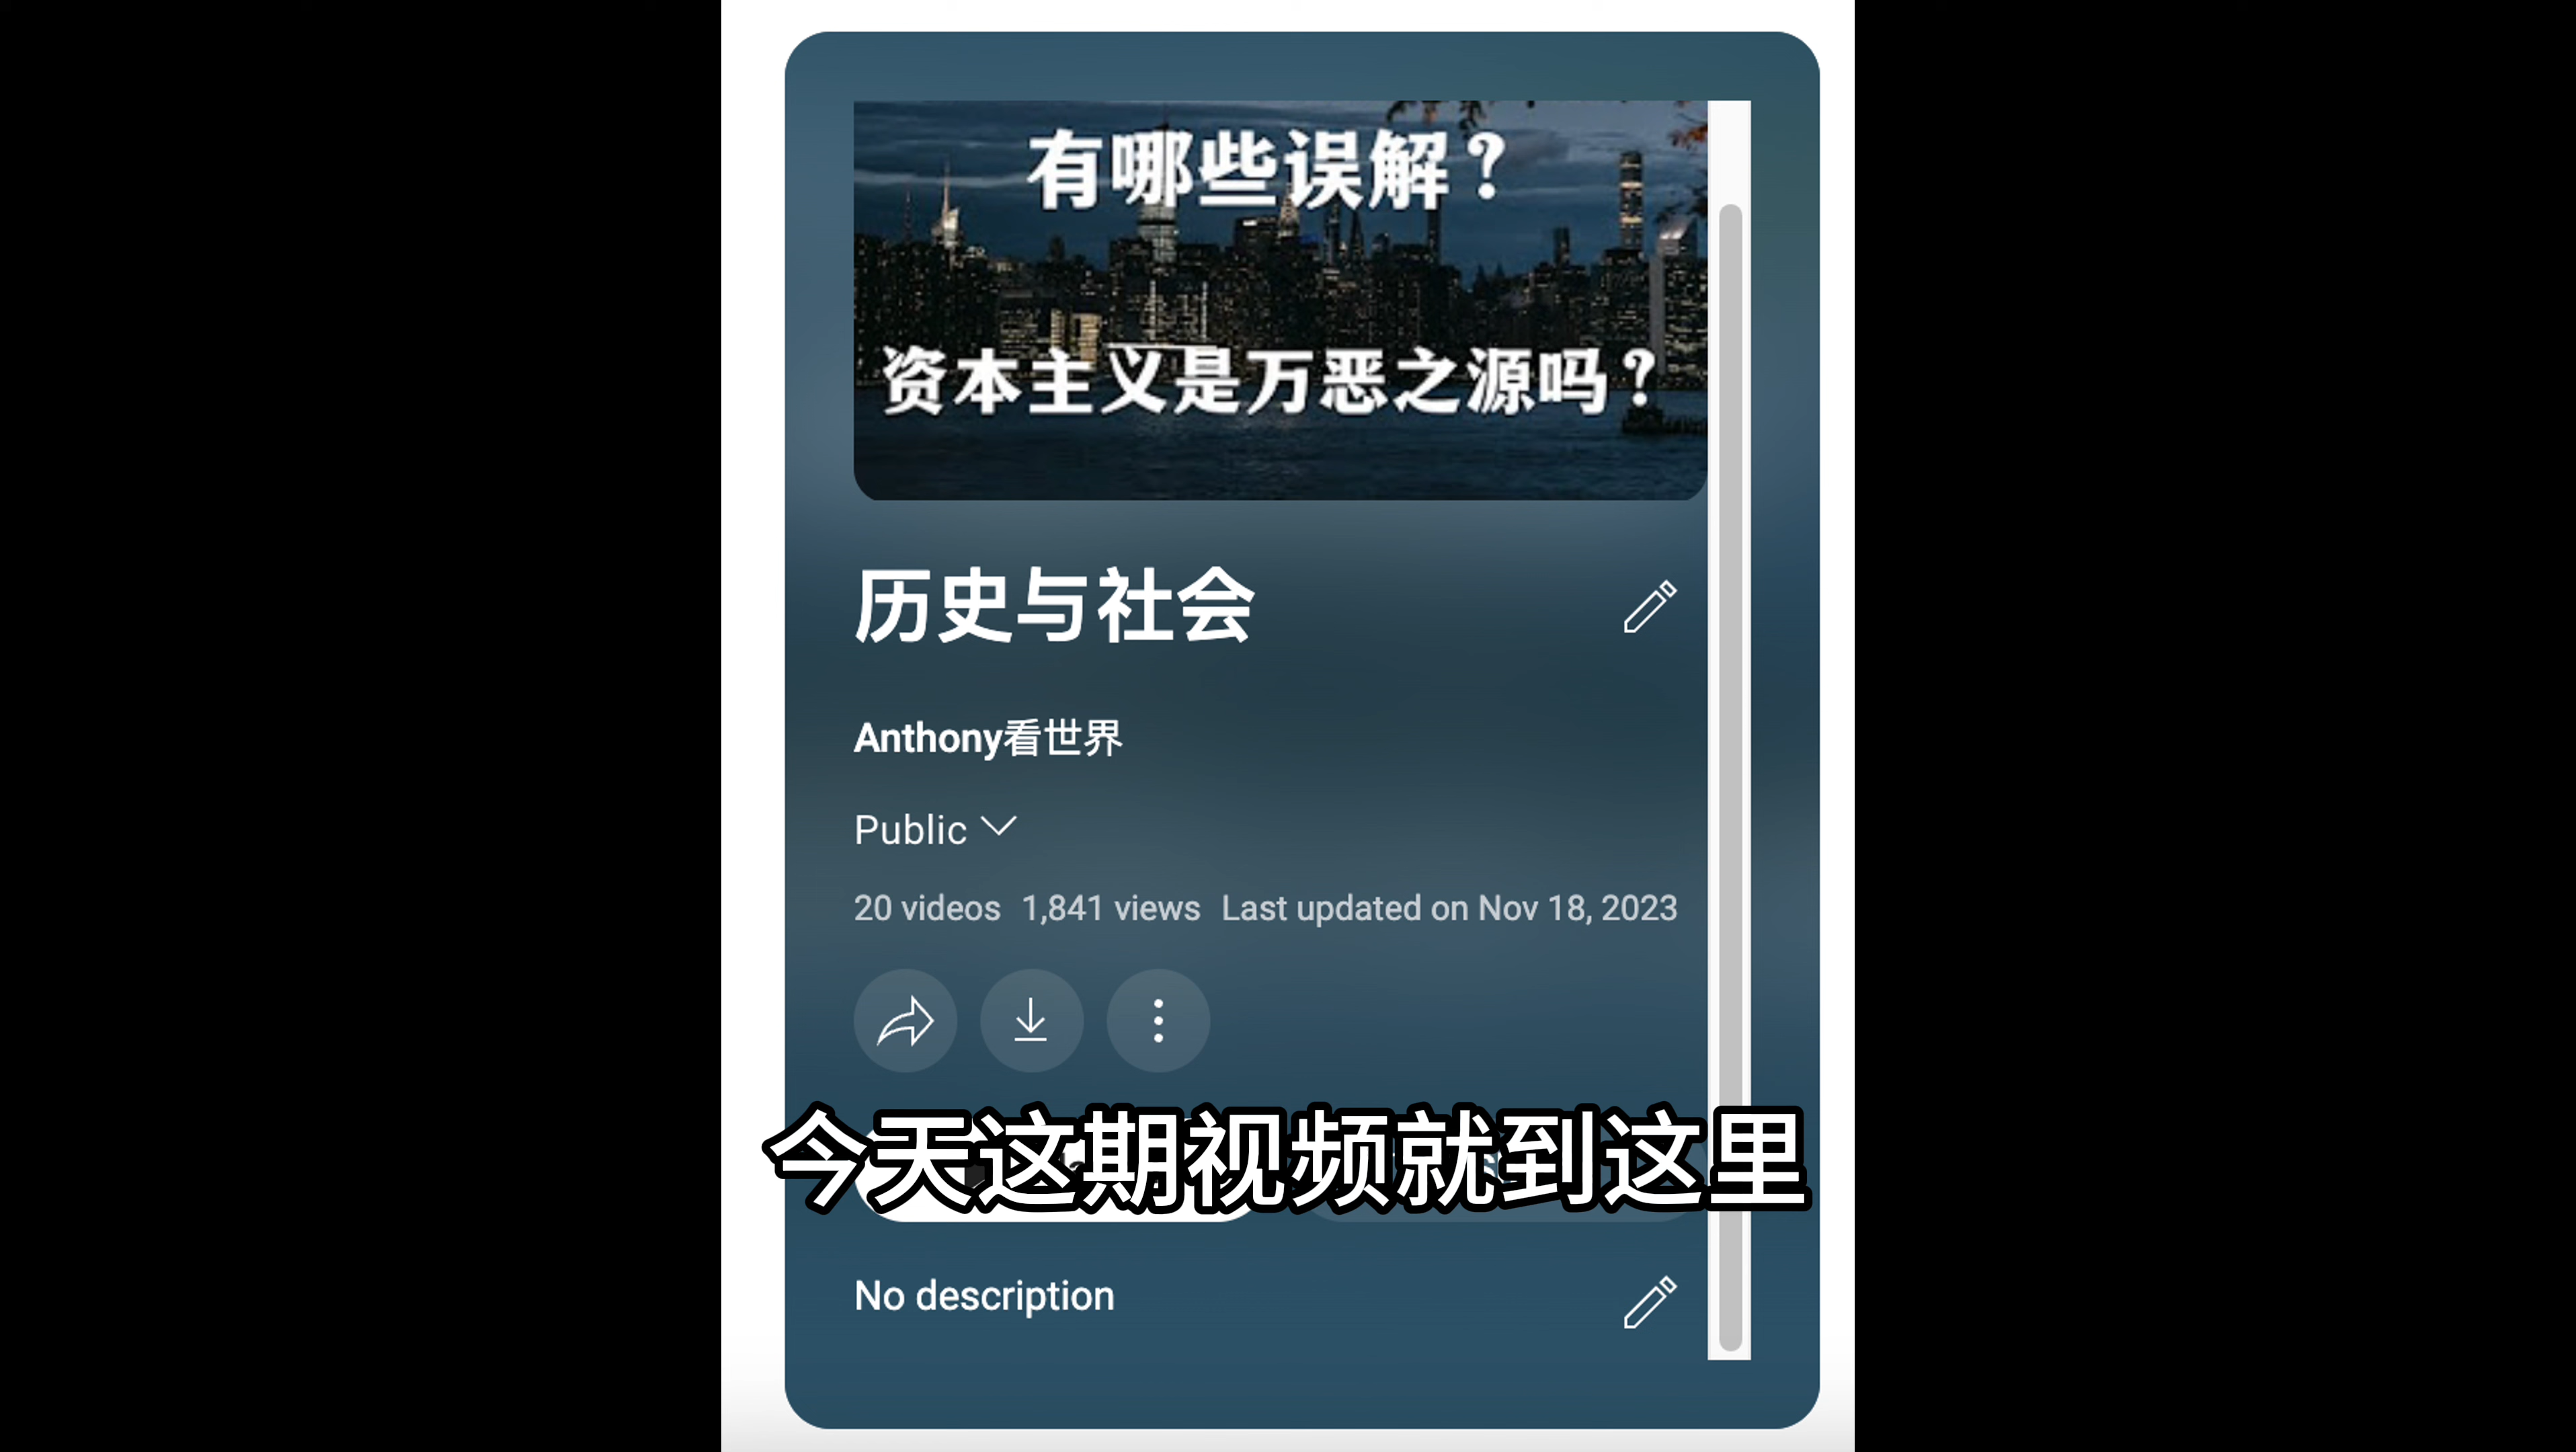 有哪些误解？
资本主义是万恶之源吗？
历史与社会
Anthony看世界
Public
20 videos 1,841 views Last updated on Nov 18, 2023
今天这期视频就到这里
No description